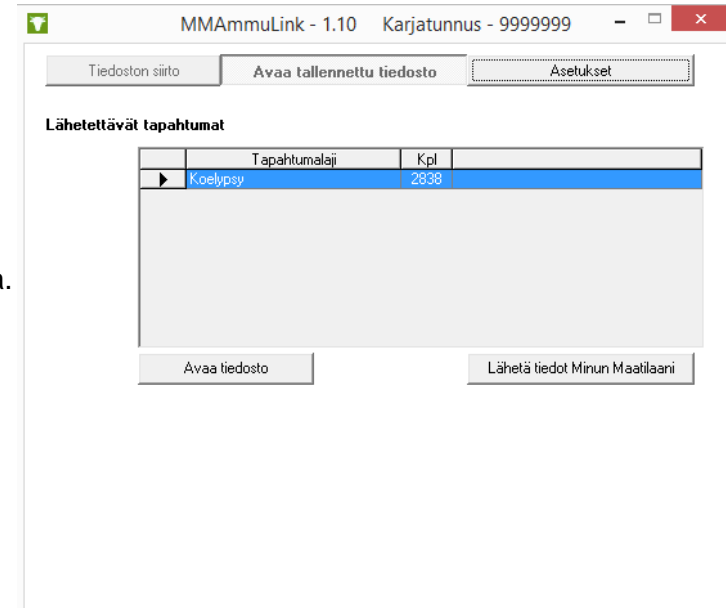 MMAmmuLink - 1.10 Karjatunnus - 9999999
Tiedoston siirto Avaa tallennettu tiedosto Asetukset
Lähetettävät tapahtumat
Tapahtumalaji Kpl
Koelypsy 2838
a.
Avaa tiedosto Lähetä tiedot Minun Maatilaani